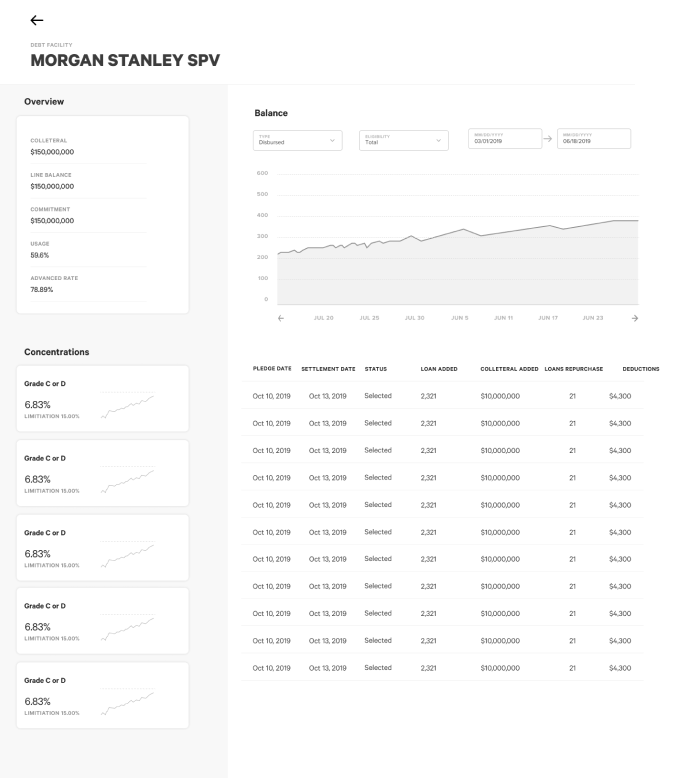 DEBT FACILITY
MORGAN STANLEY SPV
Overview
COLLETERAL
$150,000,000
LINE BALANCE
$150,000,000
COMMITMENT
$150,000,000
USAGE
59.6%
ADVANCED RATE
78.89%
Concentrations
Grade C or D
6.83%
LIMITIATION 15.00%
Grade C or D
6.83%
LIMITIATION 15.00%
Grade C or D
6.83%
LIMITIATION 15.00%
Grade C or D
6.83%
LIMITIATION 15.00%
Grade C or D
6.83%
LIMITIATION 15.00%
Balance
TYPE ELIGIBILITY MM/DD/YYYY MM/DD/YYYY
Disbursed Total 03/01/2019 06/18/2019
600
500
400
300
200
100
0
JUL 20 JUL 25 JUL 30 JUN 5 JUN 11 JUN 17 JUN 23
PLEDGE DATE SETTLEMENT DATE STATUS LOAN ADDED COLLETERAL ADDED LOANS REPURCHASE DEDUCTIONS
Oct 10, 2019 Oct 13, 2019 Selected 2,321 $10,000,000 21 $4,300
Oct 10, 2019 Oct 13, 2019 Selected 2,321 $10,000,000 21 $4,300
Oct 10, 2019 Oct 13, 2019 Selected 2,321 $10,000,000 21 $4,300
Oct 10, 2019 Oct 13, 2019 Selected 2,321 $10,000,000 21 $4,300
Oct 10, 2019 Oct 13, 2019 Selected 2,321 $10,000,000 21 $4,300
Oct 10, 2019 Oct 13, 2019 Selected 2,321 $10,000,000 21 $4,300
Oct 10, 2019 Oct 13, 2019 Selected 2,321 $10,000,000 21 $4,300
Oct 10, 2019 Oct 13, 2019 Selected 2,321 $10,000,000 21 $4,300
Oct 10, 2019 Oct 13, 2019 Selected 2,321 $10,000,000 21 $4,300
Oct 10, 2019 Oct 13, 2019 Selected 2,321 $10,000,000 21 $4,300
Oct 10, 2019 Oct 13, 2019 Selected 2,321 $10,000,000 21 $4,300